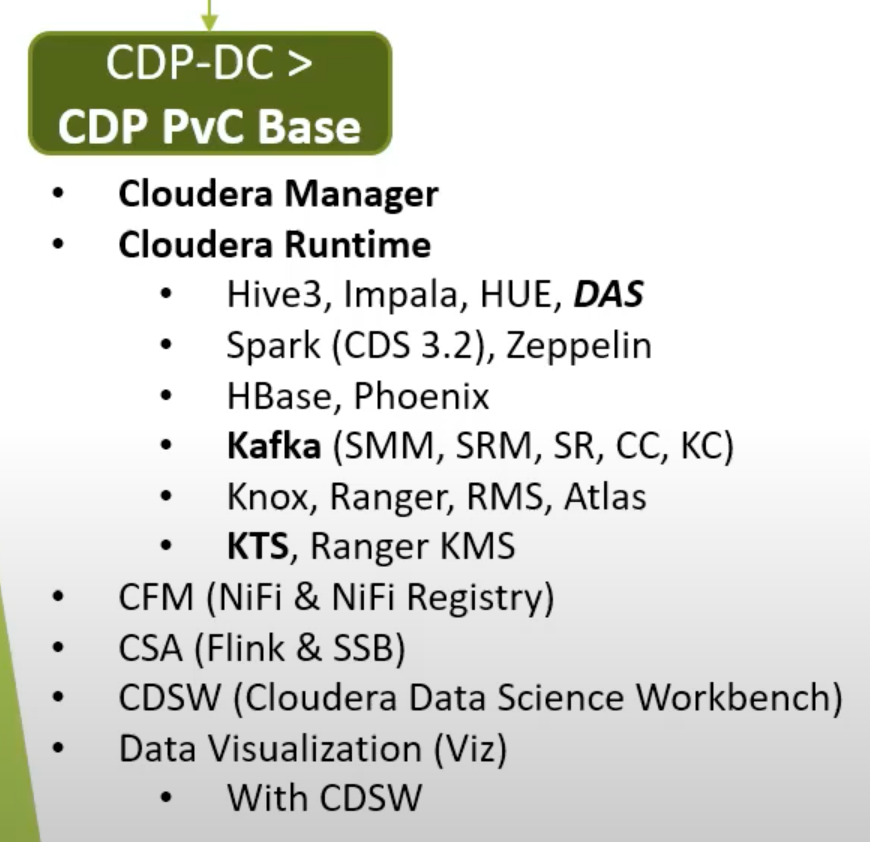 CDP-DC >
CDP PvC Base
• Cloudera Manager
• Cloudera Runtime
• Hive3, Impala, HUE, DAS
• Spark (CDS 3.2), Zeppelin
• HBase, Phoenix
• Kafka (SMM, SRM, SR, CC, KC)
• Knox, Ranger, RMS, Atlas
• KTS, Ranger KMS
• CFM (NiFi & NiFi Registry)
• CSA (Flink & SSB)
• CDSW (Cloudera Data Science Workbench)
• Data Visualization (Viz)
• With CDSW